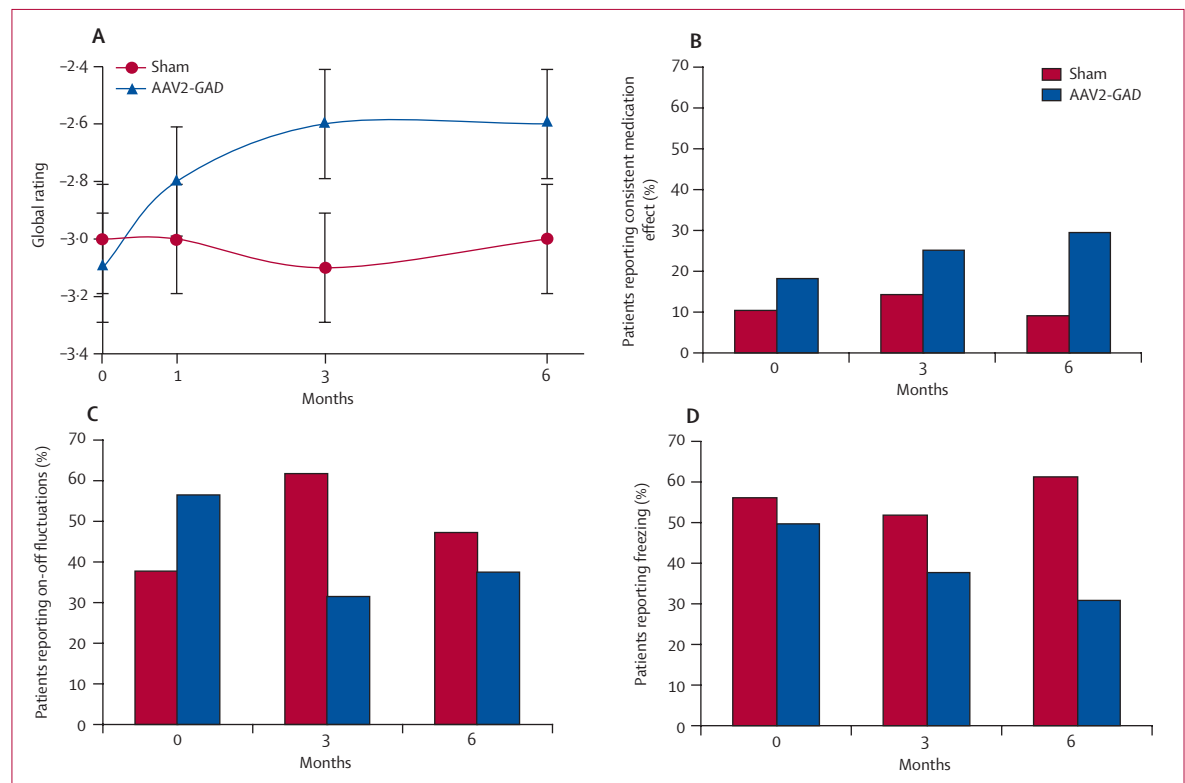 A
Sham
AAV2-GAD
–2·4
–2·6
–2·8
–3·0
–3·2
–3·4
Global rating
0
1
3
6
Months
B
Sham
AAV2-GAD
70
60
50
40
30
20
10
0
Patients reporting consistent medication
effect (%)
0
3
6
Months
C
70
60
50
40
30
20
10
0
Patients reporting on-off fluctuations (%)
0
3
6
Months
D
70
60
50
40
30
20
10
0
Patients reporting freezing (%)
0
3
6
Months